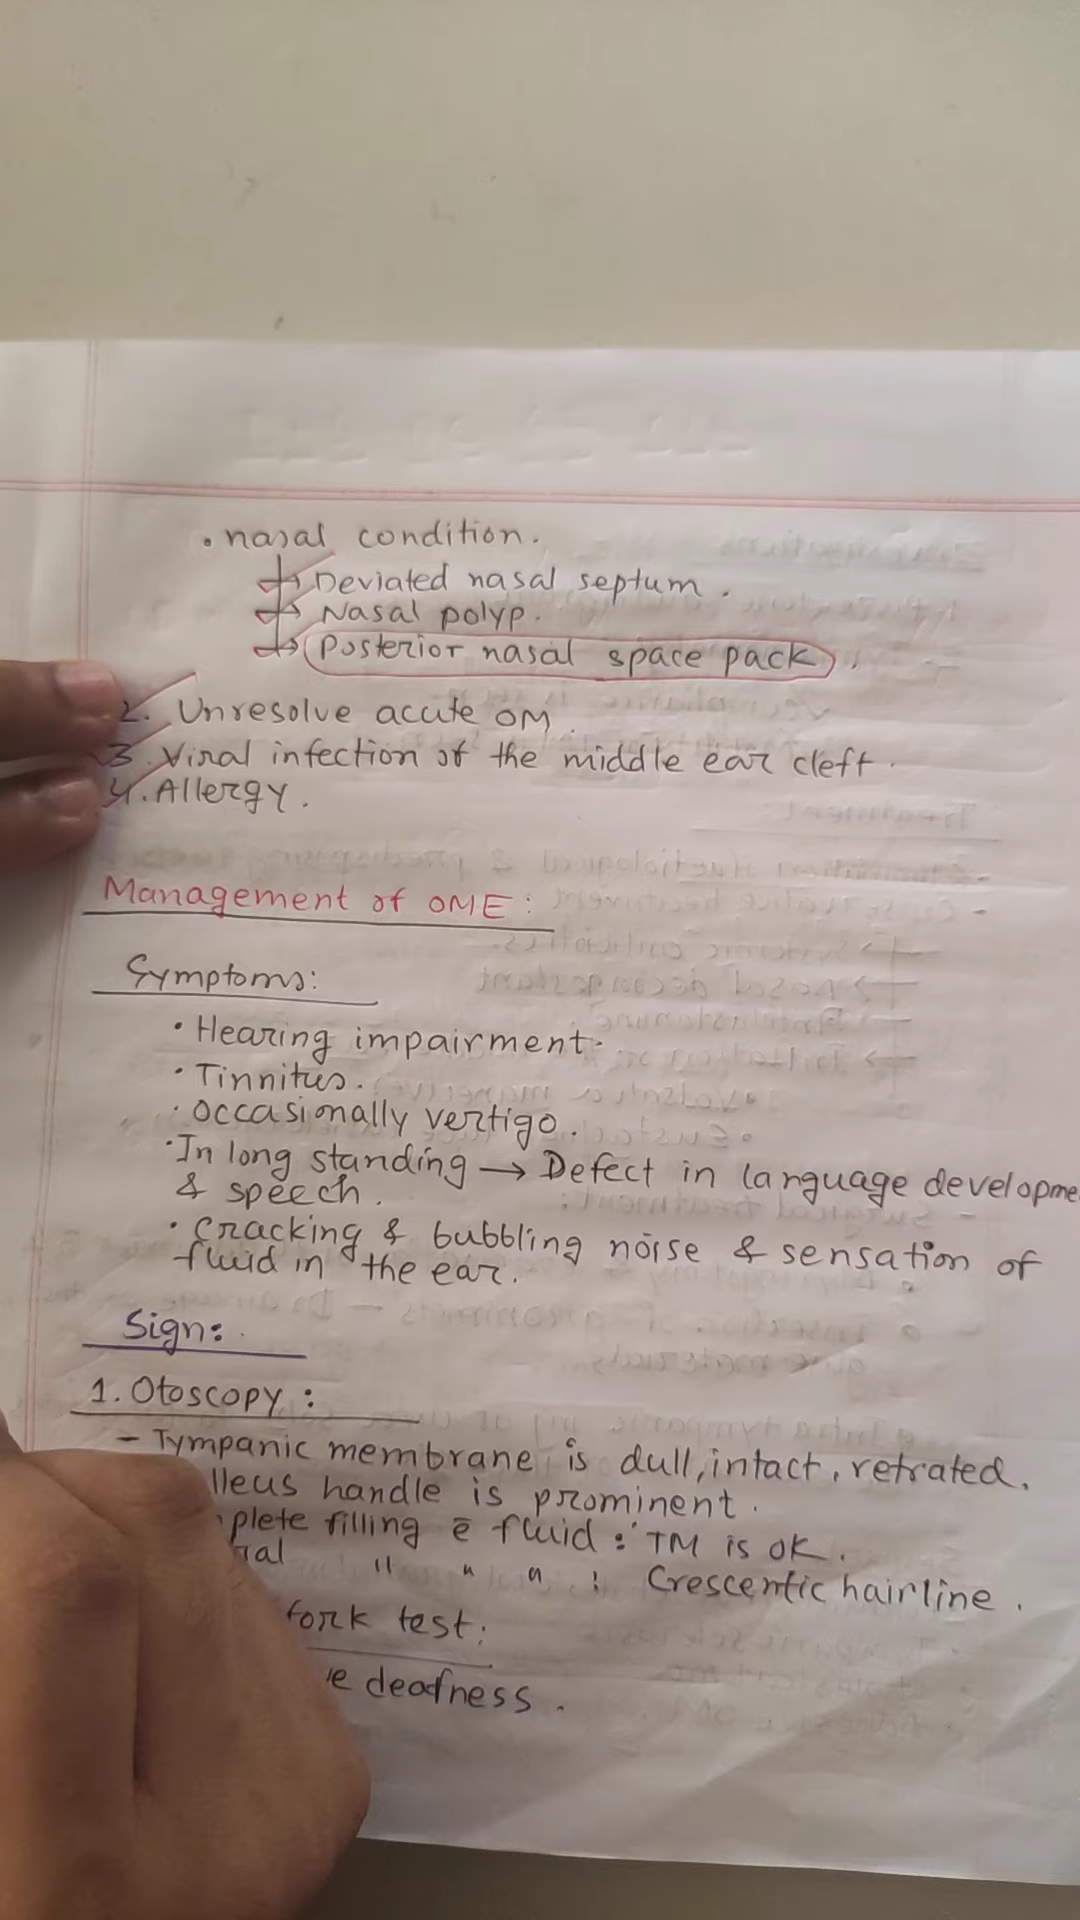 . nasal condition.
→ Deviated nasal septum.
→ Nasal polyp.
→ Posterior nasal space pack.
2. Unresolve acute OM.
3. Viral infection of the middle ear cleft.
4. Allergy.
Management of OME:
Symptoms:
• Hearing impairment.
• Tinnitus.
• Occasionally vertigo.
• In long standing → Defect in language developme
& speech.
• Cracking & bubbling noise & sensation of
fluid in the ear.
Sign:
1. Otoscopy:
- Tympanic membrane is dull, intact, retrated.
lleus handle is prominent.
plete filling ē fluid : TM is ok.
ial " " " : Crescentic hairline.
fork test:
ve deafness.